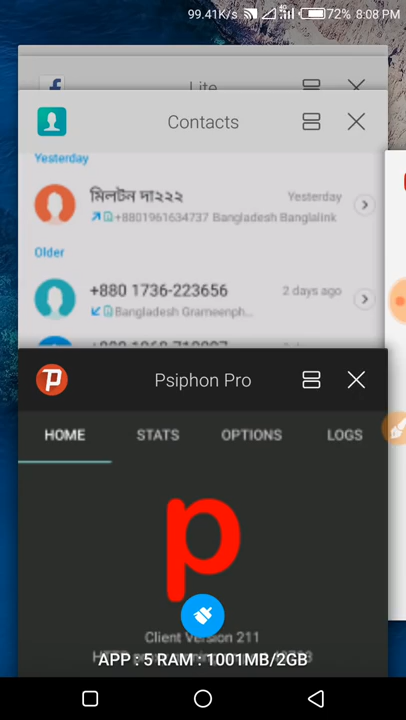 99.41K/s 4G 72% 8:08 PM
Lite
Contacts
Yesterday
মিলটন দা২২২
Yesterday
+8801961634737 Bangladesh Banglalink
Older
+880 1736-223656
2 days ago
Bangladesh Grameenph...
Psiphon Pro
HOME STATS OPTIONS LOGS
Client Version 211
APP : 5 RAM : 1001MB/2GB